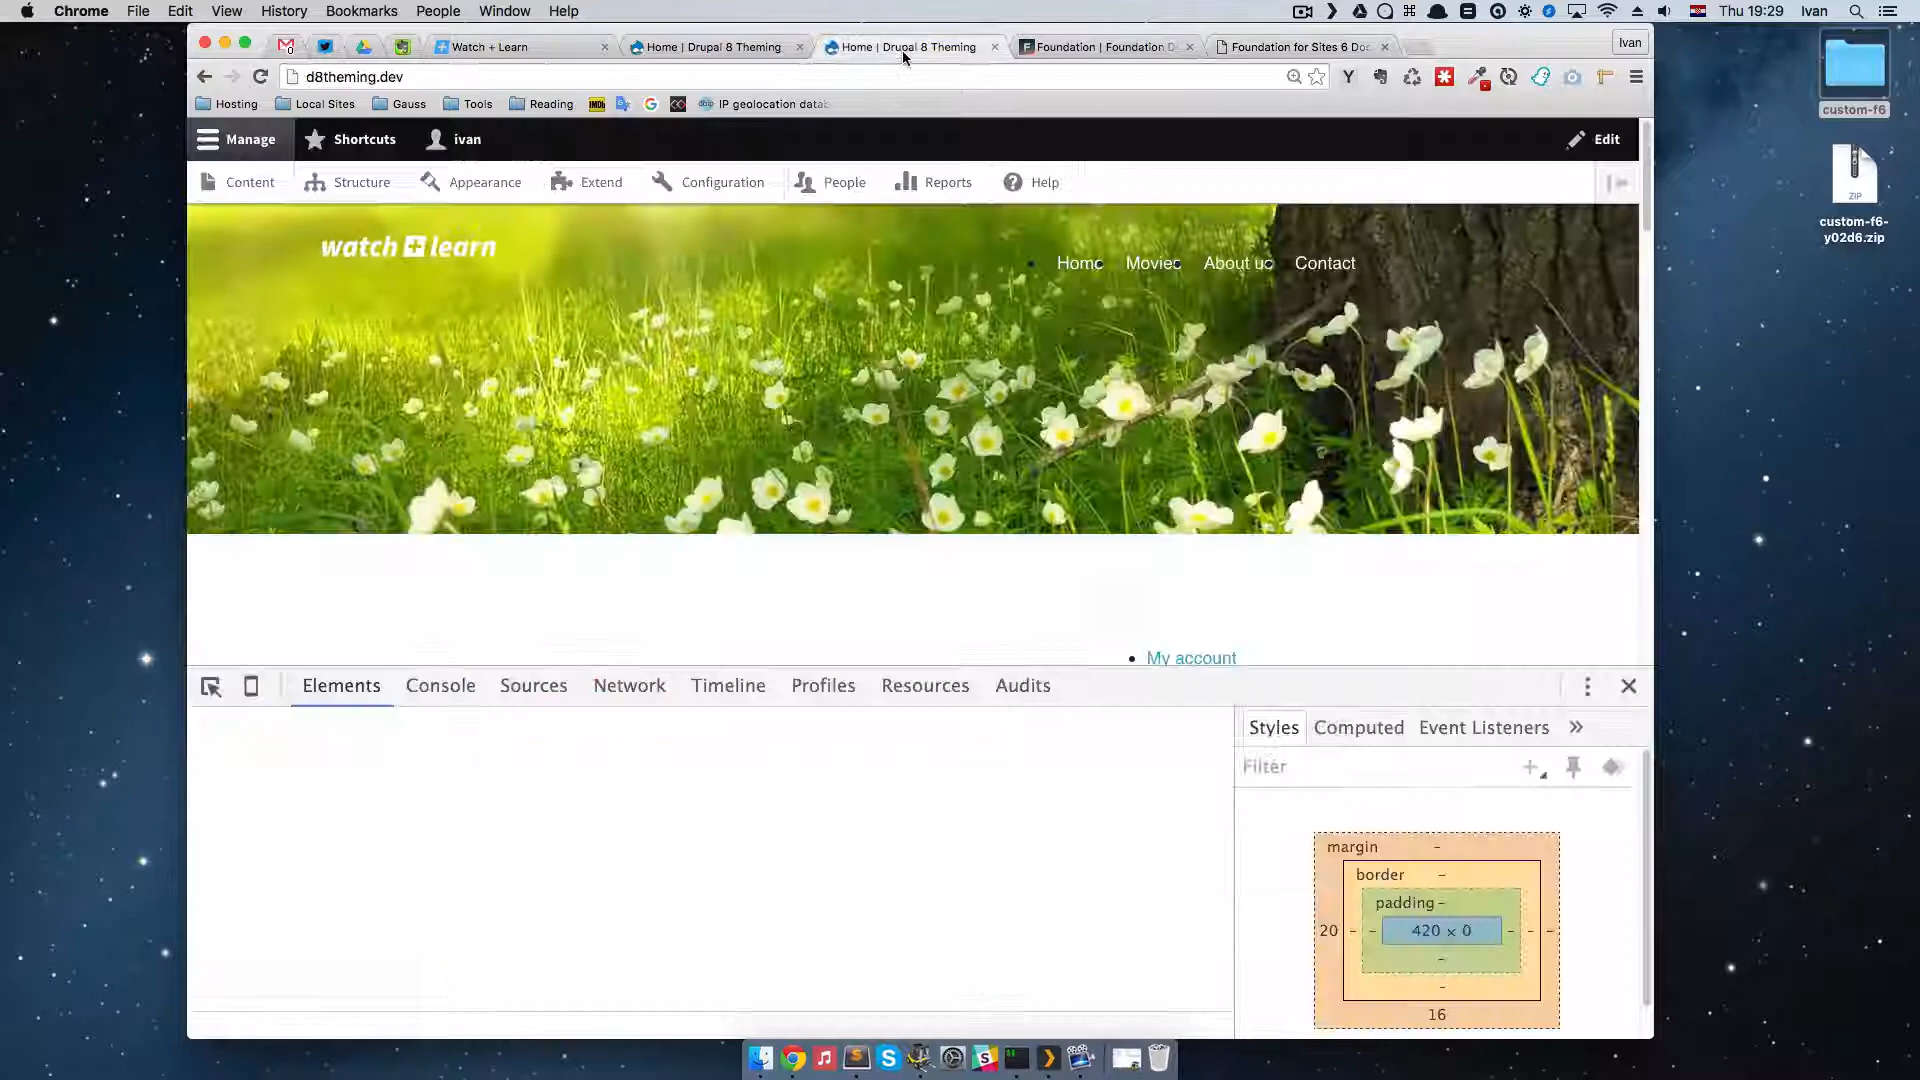 Chrome File Edit View History Bookmarks People Window Help Thu 19:29 Ivan
Watch + Learn Home | Drupal 8 Theming Home | Drupal 8 Theming Foundation | Foundation D Foundation for Sites 6 Doc Ivan
d8theming.dev
Hosting Local Sites Gauss Tools Reading IMDb IP geolocation datab
Manage Shortcuts ivan Edit
Content Structure Appearance Extend Configuration People Reports Help
watch + learn
Home Movies About us Contact
My account
Elements Console Sources Network Timeline Profiles Resources Audits
Styles Computed Event Listeners »
Filter
margin -
border -
padding -
20 - - 420 × 0 - - -
-
-
16
custom-f6
ZIP
custom-f6-
y02d6.zip